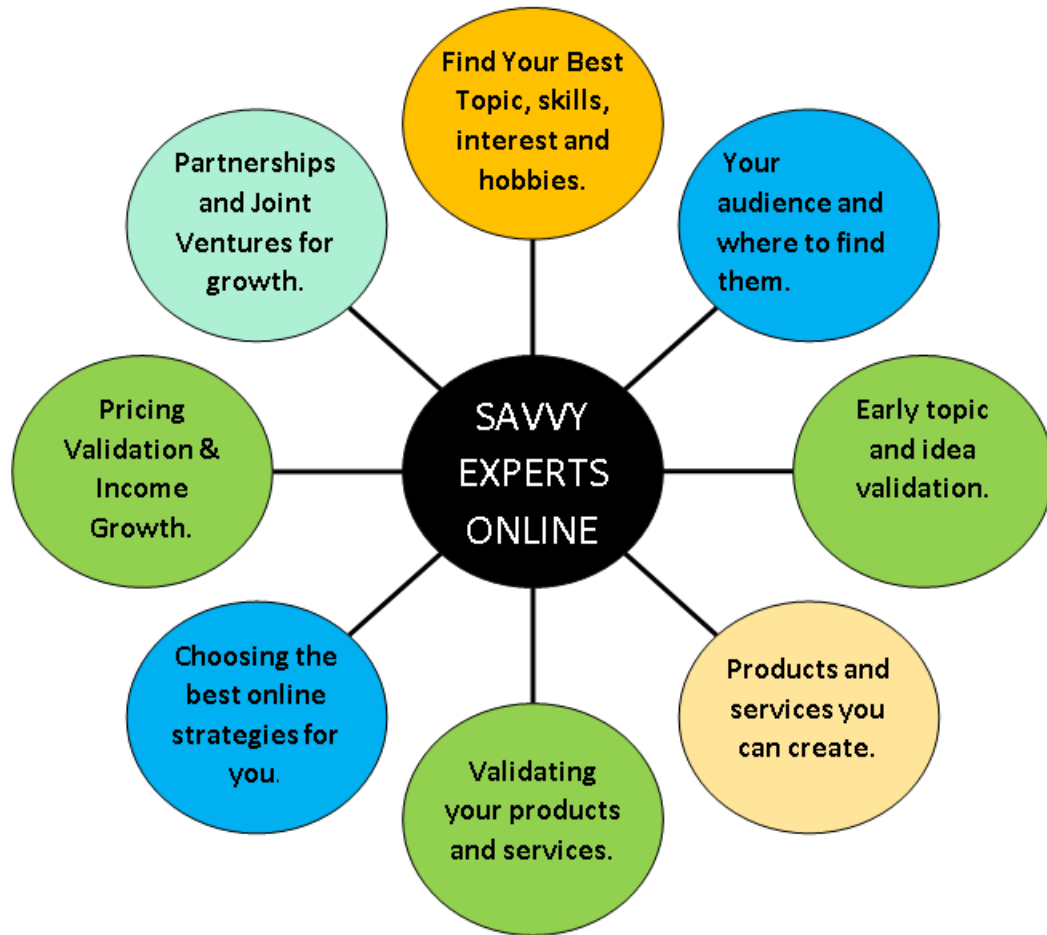 Find Your Best
Topic, skills,
interest and
hobbies.
Your
audience and
where to find
them.
Early topic
and idea
validation.
Products and
services you
can create.
Validating
your products
and services.
Choosing the
best online
strategies for
you.
Pricing
Validation &
Income
Growth.
Partnerships
and Joint
Ventures for
growth.
SAVVY
EXPERTS
ONLINE